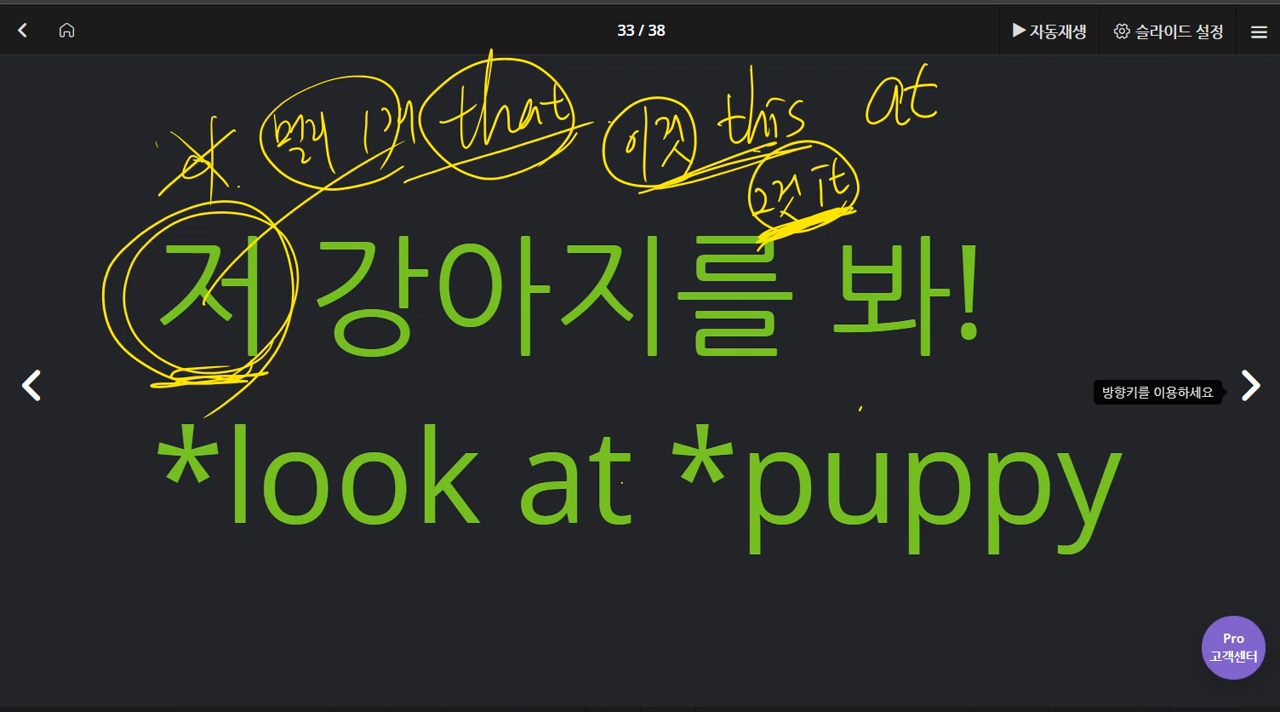 33 / 38
▶ 자동재생
슬라이드 설정
멀리 1개 that 이것 this at
그것 it
저 강아지를 봐!
방향키를 이용하세요
*look at *puppy
Pro
고객센터